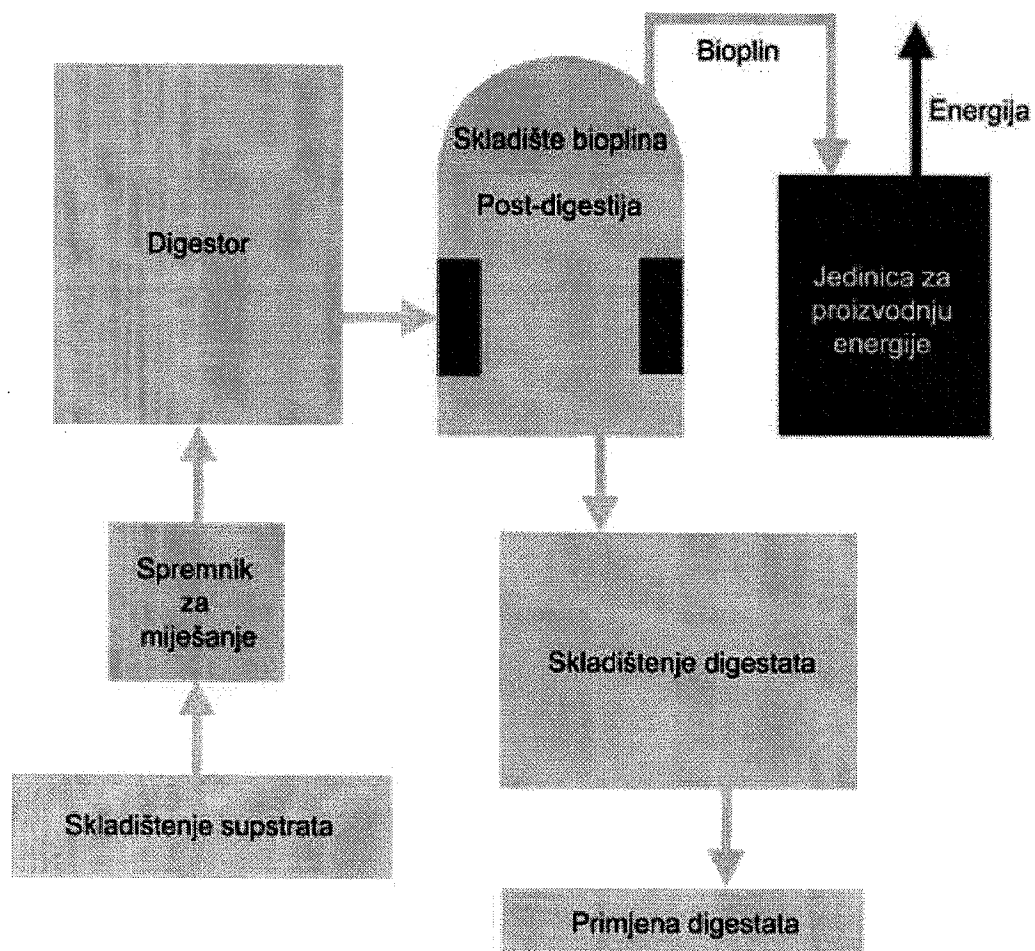 Bioplin
Energija
Skladište bioplina
Post-digestija
Digestor
Jedinica za
proizvodnju
energije
Spremnik
za
miješanje
Skladištenje digestata
Skladištenje supstrata
Primjena digestata